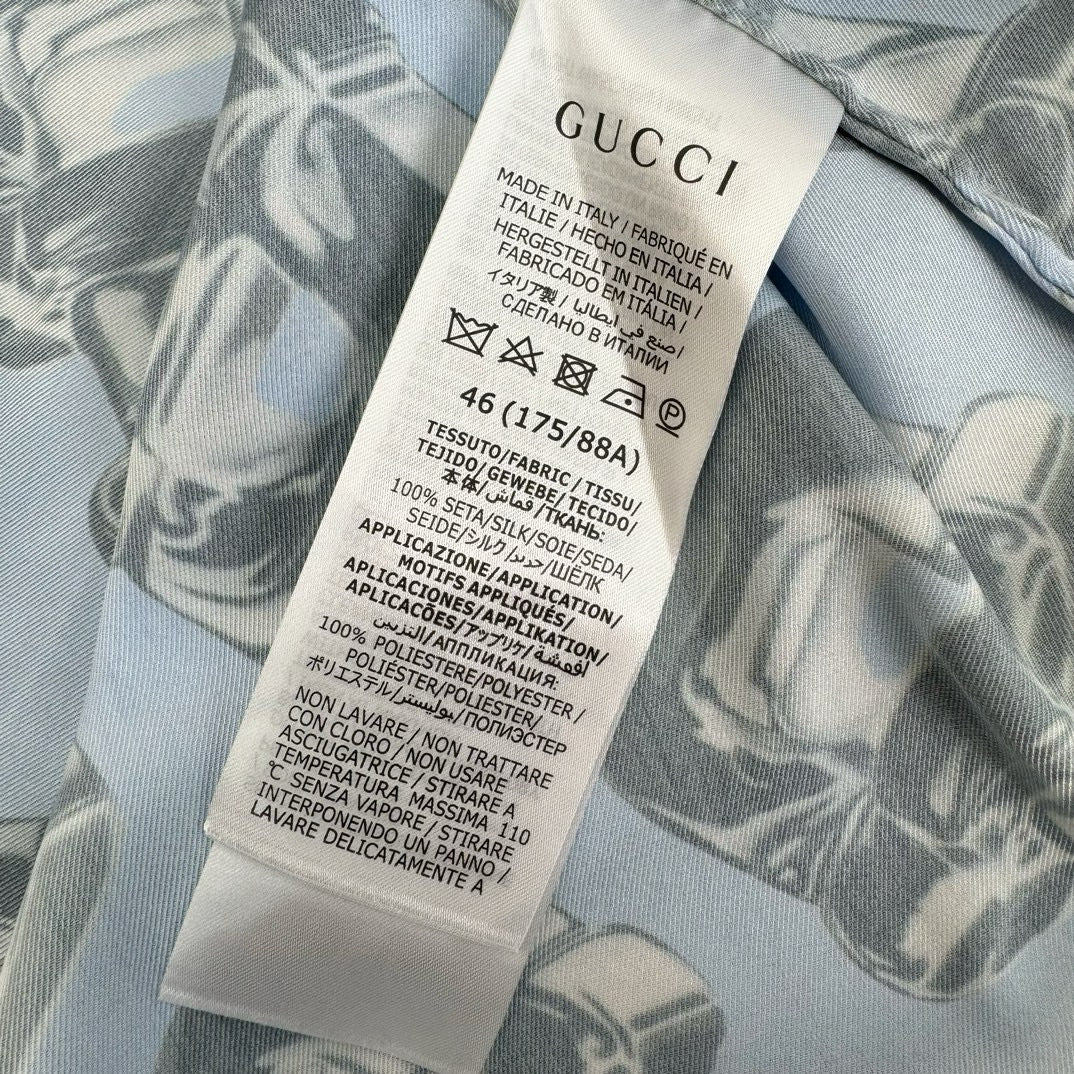 GUCCI
MADE IN ITALY / FABRIQUÉ EN
ITALIE / HECHO EN ITALIA /
HERGESTELLT IN ITALIEN /
FABRICADO EM ITÁLIA /
イタリア製 / صنع في ايطاليا /
СДЕЛАНО В ИТАЛИИ
P
46 (175/88A)
TESSUTO/FABRIC / TISSU/
TEJIDO/GEWEBE/TECIDO/
本体/قماش/ТКАНЬ:
100% SETA/SILK/SOIE/SEDA/
SEIDE/シルク/حرير/ШЁЛК
APPLICAZIONE/APPLICATION/
MOTIFS APPLIQUÉS/
APLICACIONES/APPLIKATION/
APLICAÇÕES/アップリケ/أقمشة
التزيين/АППЛИКАЦИЯ:
100% POLIESTERE/POLYESTER /
POLIÉSTER/POLIESTER/
ポリエステル/بوليستر/ПОЛИЭСТЕР
NON LAVARE / NON TRATTARE
CON CLORO / NON USARE
ASCIUGATRICE / STIRARE A
TEMPERATURA MASSIMA 110
°C SENZA VAPORE / STIRARE
INTERPONENDO UN PANNO /
LAVARE DELICATAMENTE A